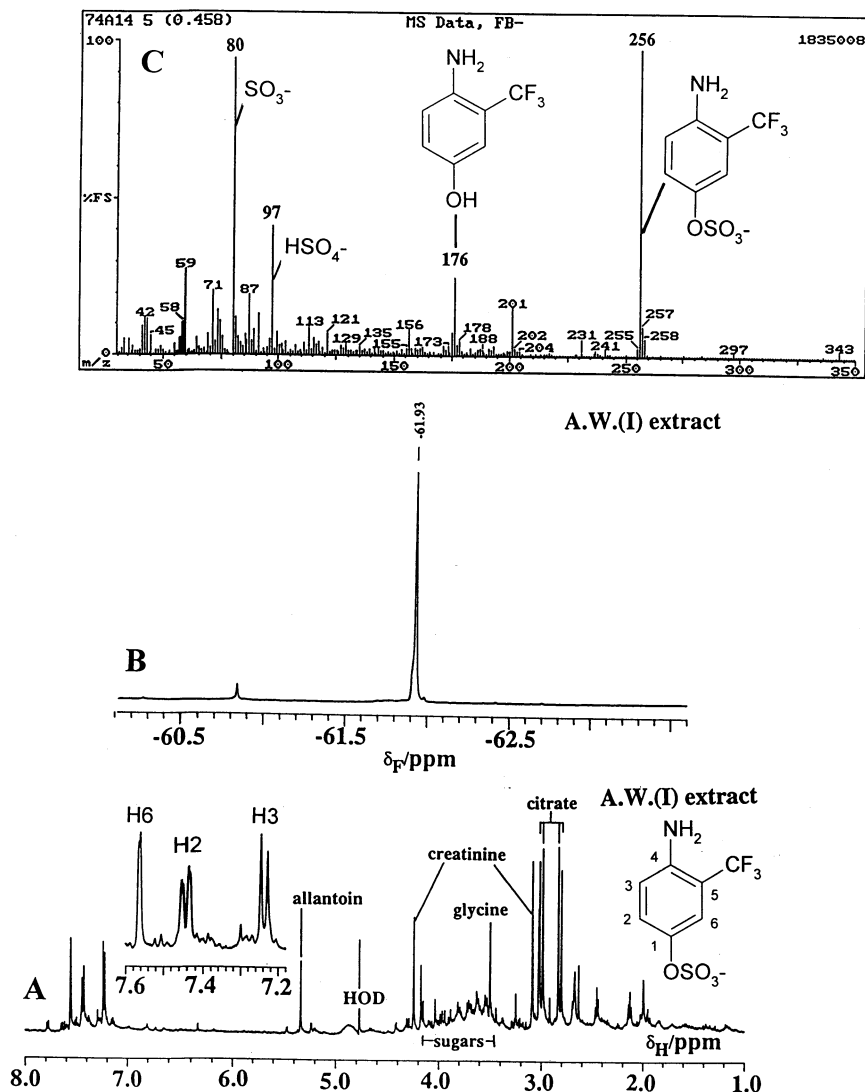 74A14 5 (0.458) MS Data, FB-
100 80 256 1835008
C
SO3-
NH2
CF3
OH
NH2
CF3
OSO3-
%FS
97
HSO4-
176
59
71
87
42
58
45
113
121
129
135
155
156
173
178
188
201
202
204
231
241
255
257
258
297
343
0
m/z 50 100 150 200 250 300 350
A.W.(I) extract
-61.93
B
-60.5 -61.5 -62.5
δF/ppm
A.W.(I) extract
citrate
NH2
4
CF3
3
5
2
6
1
OSO3-
H6
H2
H3
7.6 7.4 7.2
allantoin
creatinine
glycine
A
HOD
sugars
δH/ppm
8.0 7.0 6.0 5.0 4.0 3.0 2.0 1.0